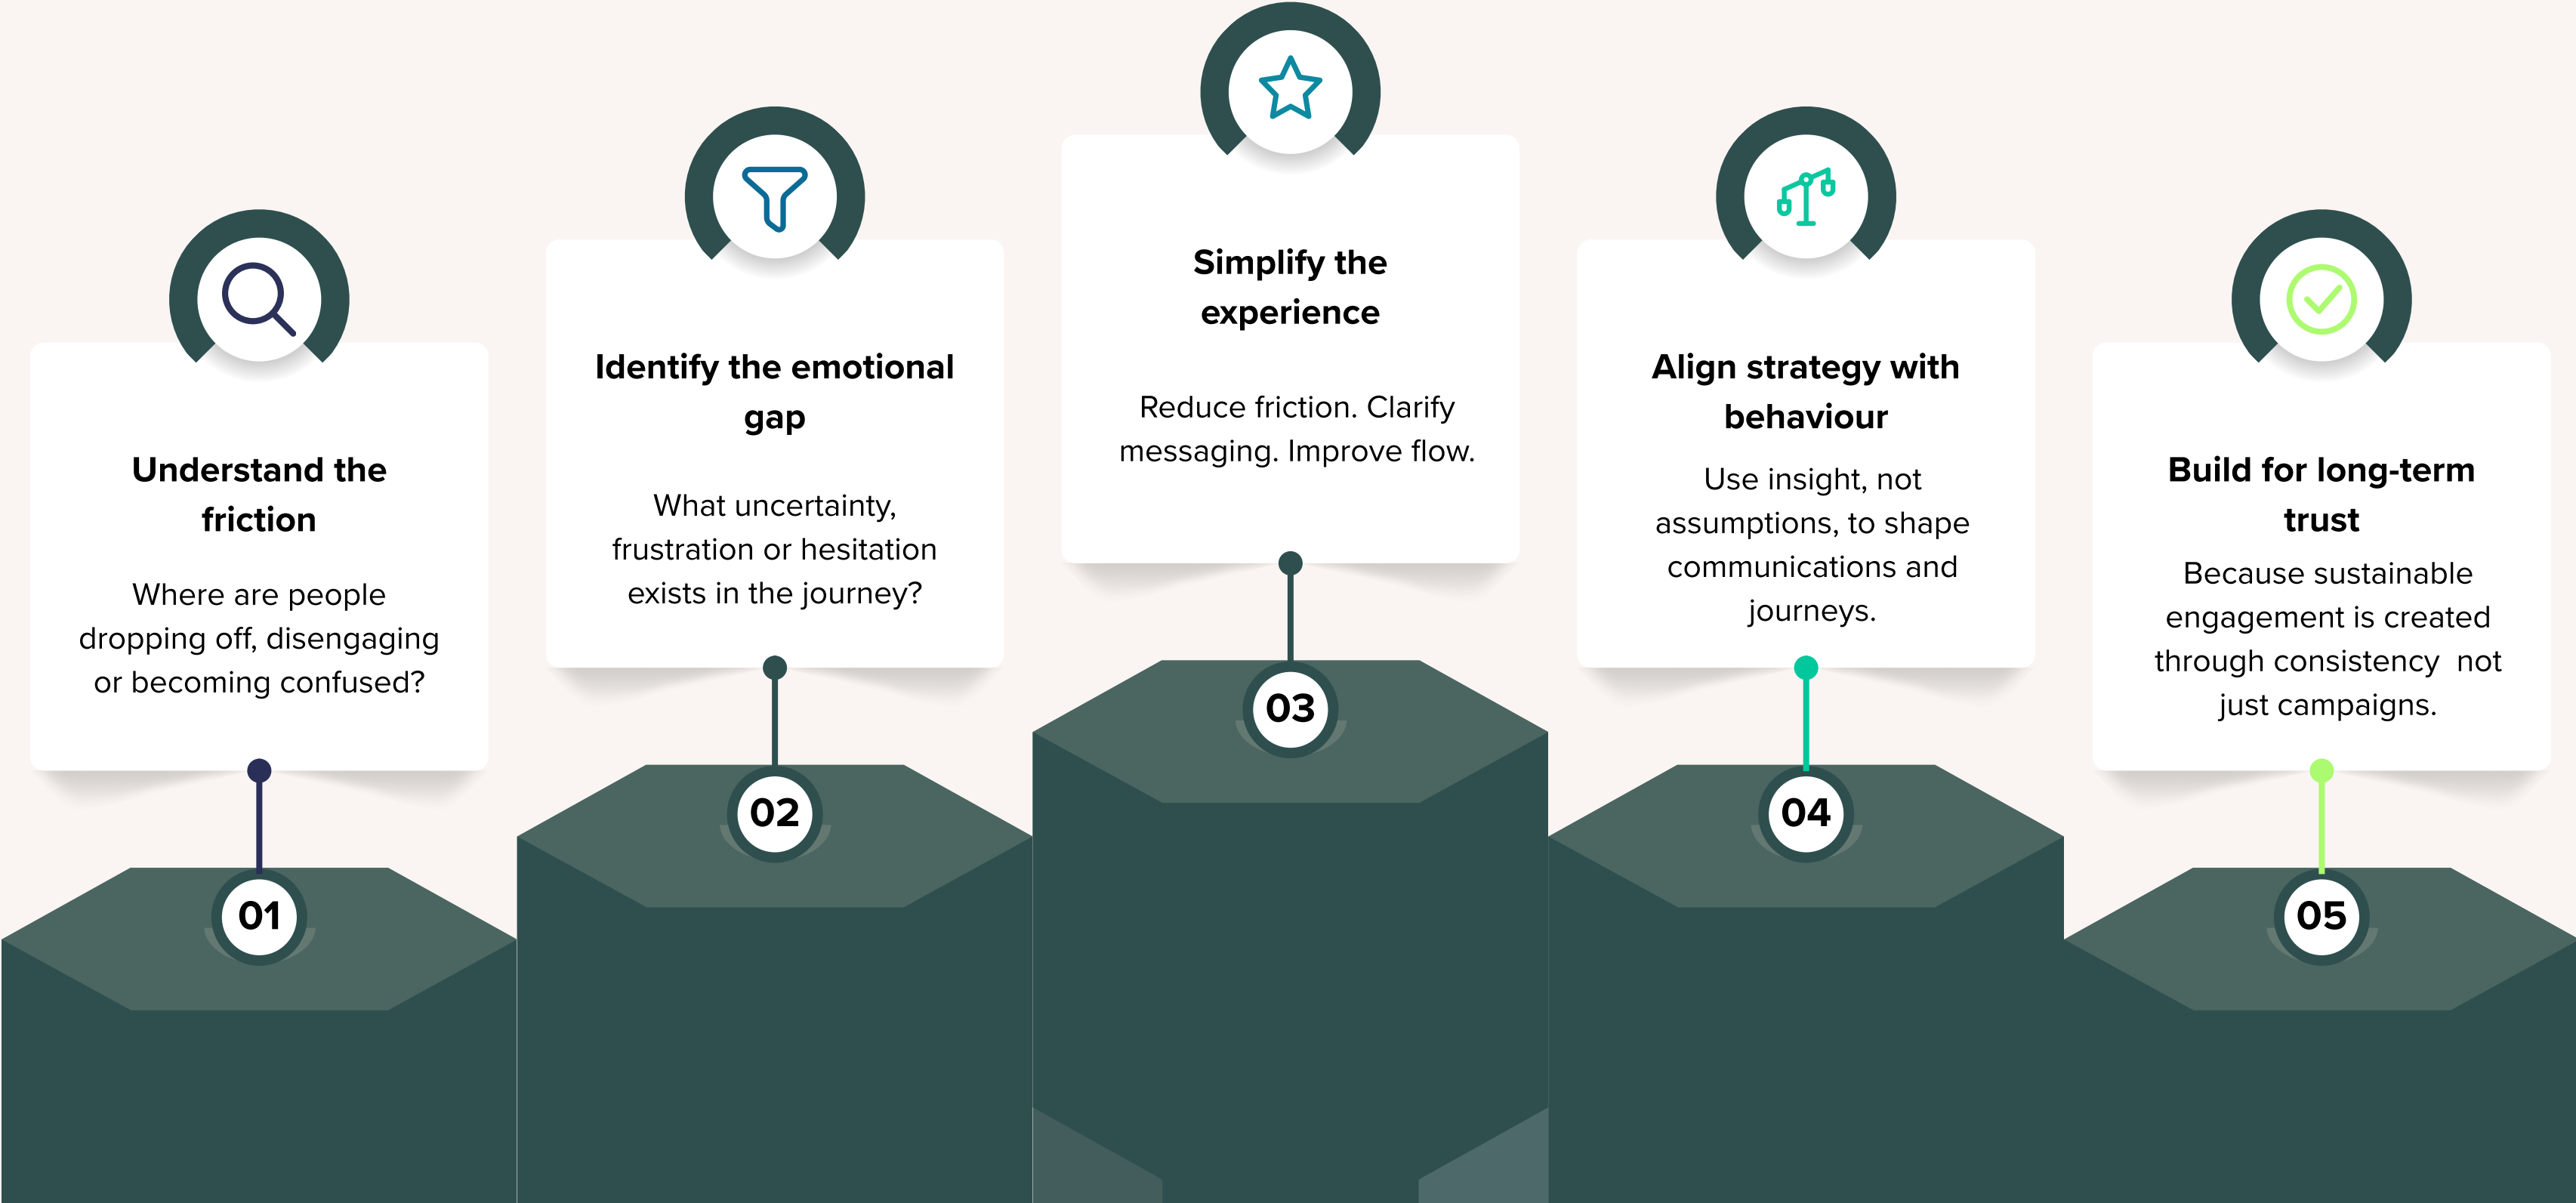 Understand the
friction
Where are people
dropping off, disengaging
or becoming confused?
01
Identify the emotional
gap
What uncertainty,
frustration or hesitation
exists in the journey?
02
Simplify the
experience
Reduce friction. Clarify
messaging. Improve flow.
03
Align strategy with
behaviour
Use insight, not
assumptions, to shape
communications and
journeys.
04
Build for long-term
trust
Because sustainable
engagement is created
through consistency  not
just campaigns.
05